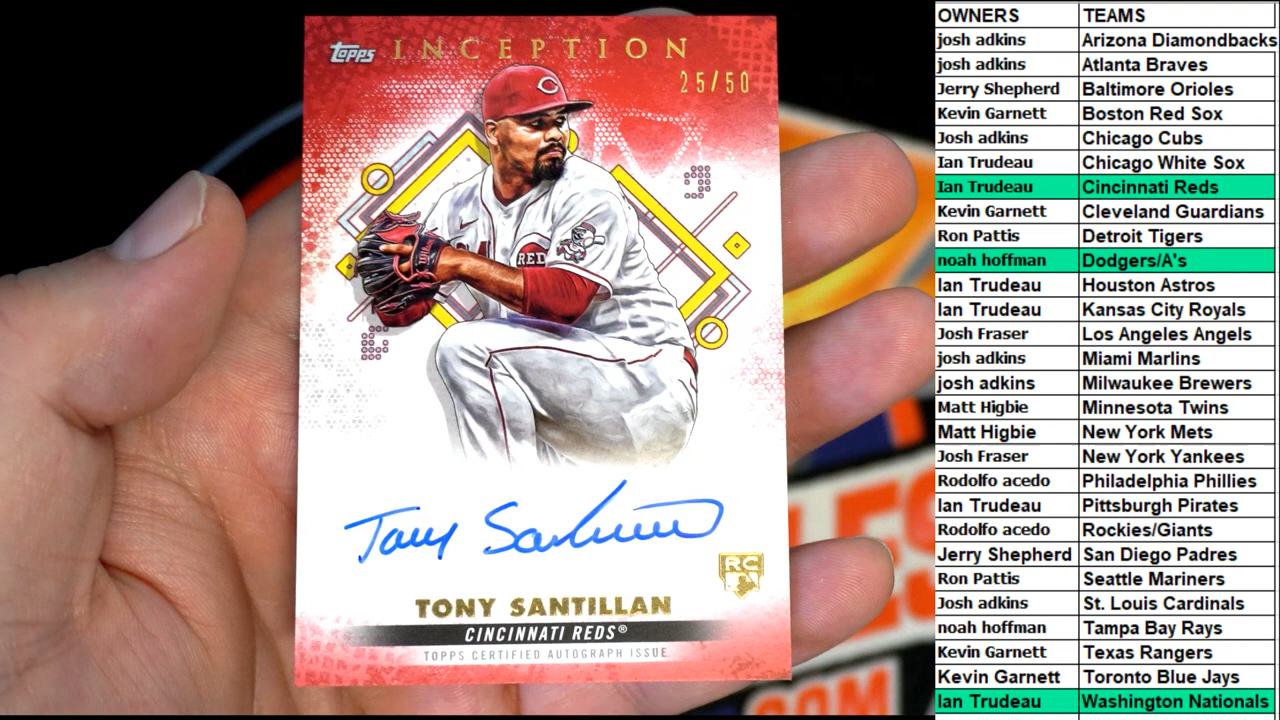 topps INCEPTION
25/50
REDS
Tony Santillan
RC
TONY SANTILLAN
CINCINNATI REDS®
TOPPS CERTIFIED AUTOGRAPH ISSUE
.COM
OWNERS TEAMS
josh adkins Arizona Diamondbacks
josh adkins Atlanta Braves
Jerry Shepherd Baltimore Orioles
Kevin Garnett Boston Red Sox
Josh adkins Chicago Cubs
Ian Trudeau Chicago White Sox
Ian Trudeau Cincinnati Reds
Kevin Garnett Cleveland Guardians
Ron Pattis Detroit Tigers
noah hoffman Dodgers/A's
Ian Trudeau Houston Astros
Ian Trudeau Kansas City Royals
Josh Fraser Los Angeles Angels
josh adkins Miami Marlins
josh adkins Milwaukee Brewers
Matt Higbie Minnesota Twins
Matt Higbie New York Mets
Josh Fraser New York Yankees
Rodolfo acedo Philadelphia Phillies
Ian Trudeau Pittsburgh Pirates
Rodolfo acedo Rockies/Giants
Jerry Shepherd San Diego Padres
Ron Pattis Seattle Mariners
Josh adkins St. Louis Cardinals
noah hoffman Tampa Bay Rays
Kevin Garnett Texas Rangers
Kevin Garnett Toronto Blue Jays
Ian Trudeau Washington Nationals